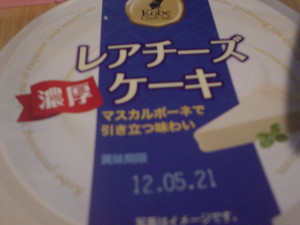 Kobe
レアチーズ
ケーキ
濃厚
マスカルポーネで
引き立つ味わい
賞味期限
12.05.21
写真はイメージです。